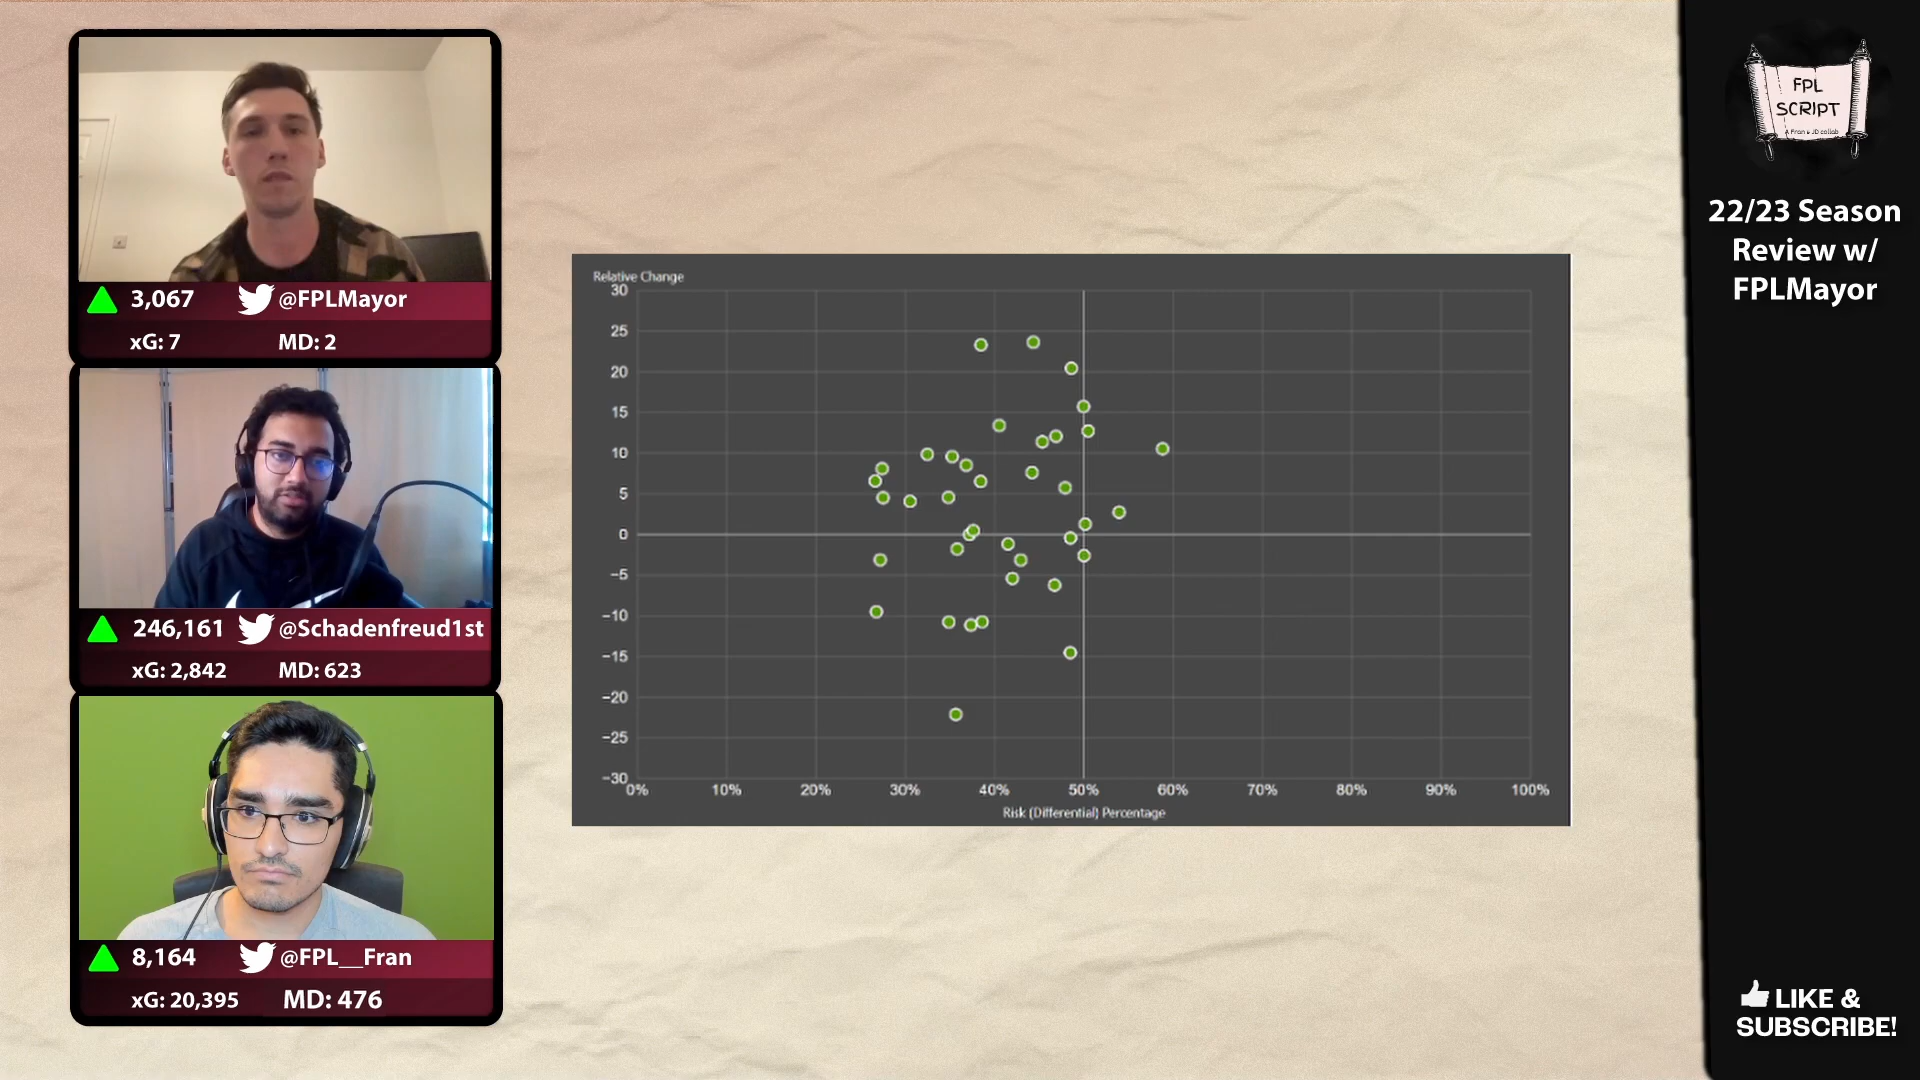 3,067 @FPLMayor
xG: 7 MD: 2
246,161 @Schadenfreud1st
xG: 2,842 MD: 623
8,164 @FPL__Fran
xG: 20,395 MD: 476
Relative Change
30
25
20
15
10
5
0
−5
−10
−15
−20
−25
−30
0% 10% 20% 30% 40% 50% 60% 70% 80% 90% 100%
Risk (Differential) Percentage
FPL
SCRIPT
A Fran & JD collab
22/23 Season
Review w/
FPLMayor
LIKE &
SUBSCRIBE!